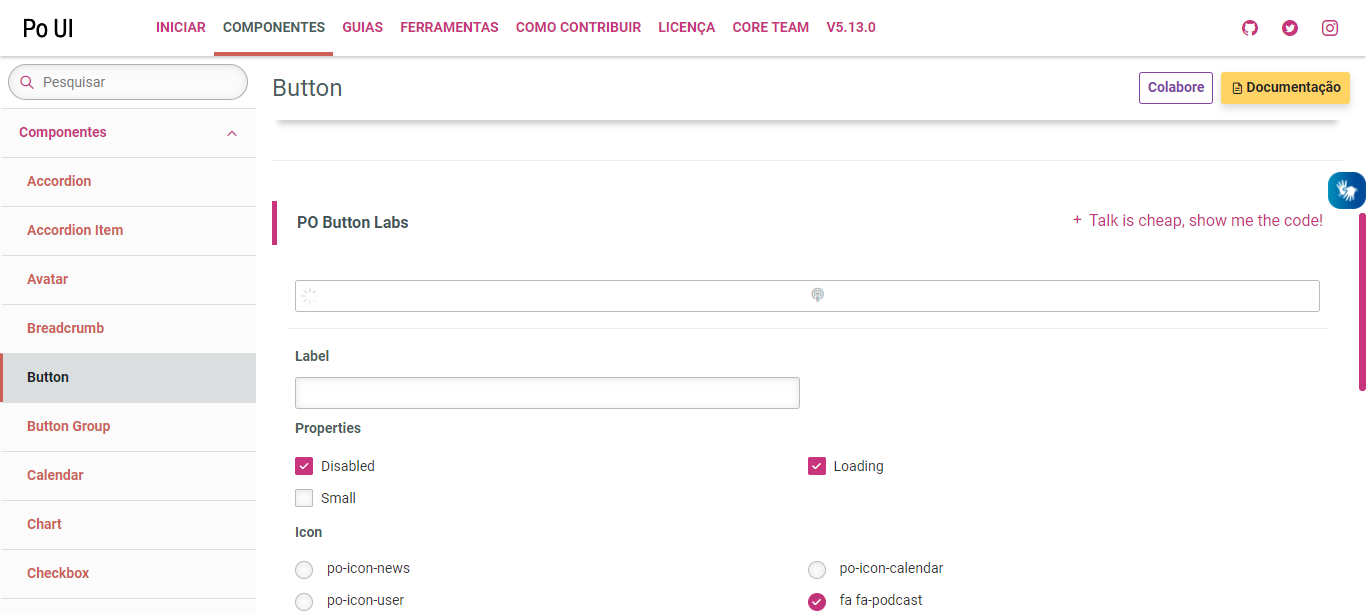 Po UI
INICIAR COMPONENTES GUIAS FERRAMENTAS COMO CONTRIBUIR LICENÇA CORE TEAM V5.13.0
Pesquisar
Button
Colabore
Documentação
Componentes
Accordion
Accordion Item
Avatar
Breadcrumb
Button
Button Group
Calendar
Chart
Checkbox
PO Button Labs
+ Talk is cheap, show me the code!
Label
Properties
Disabled
Loading
Small
Icon
po-icon-news
po-icon-calendar
po-icon-user
fa fa-podcast